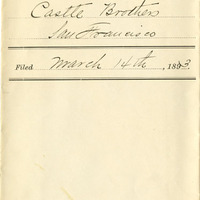 Castle Brothers
San Francisco
Filed March 14th, 1893.